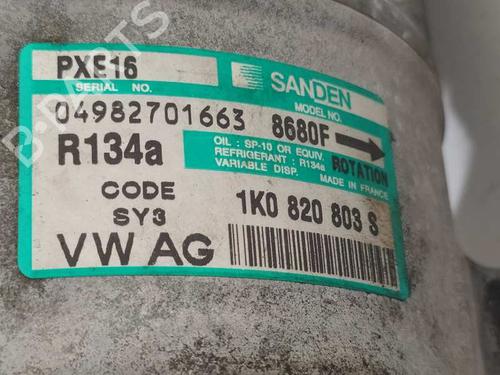 PXE16
SERIAL NO.
04982701663
R134a
CODE
SY3
VW AG
SANDEN
MODEL NO.
8680F
OIL : SP-10 OR EQUIV.
REFRIGERANT : R134a
VARIABLE DISP.
ROTATION
MADE IN FRANCE
1K0 820 803 S
B-PARTS